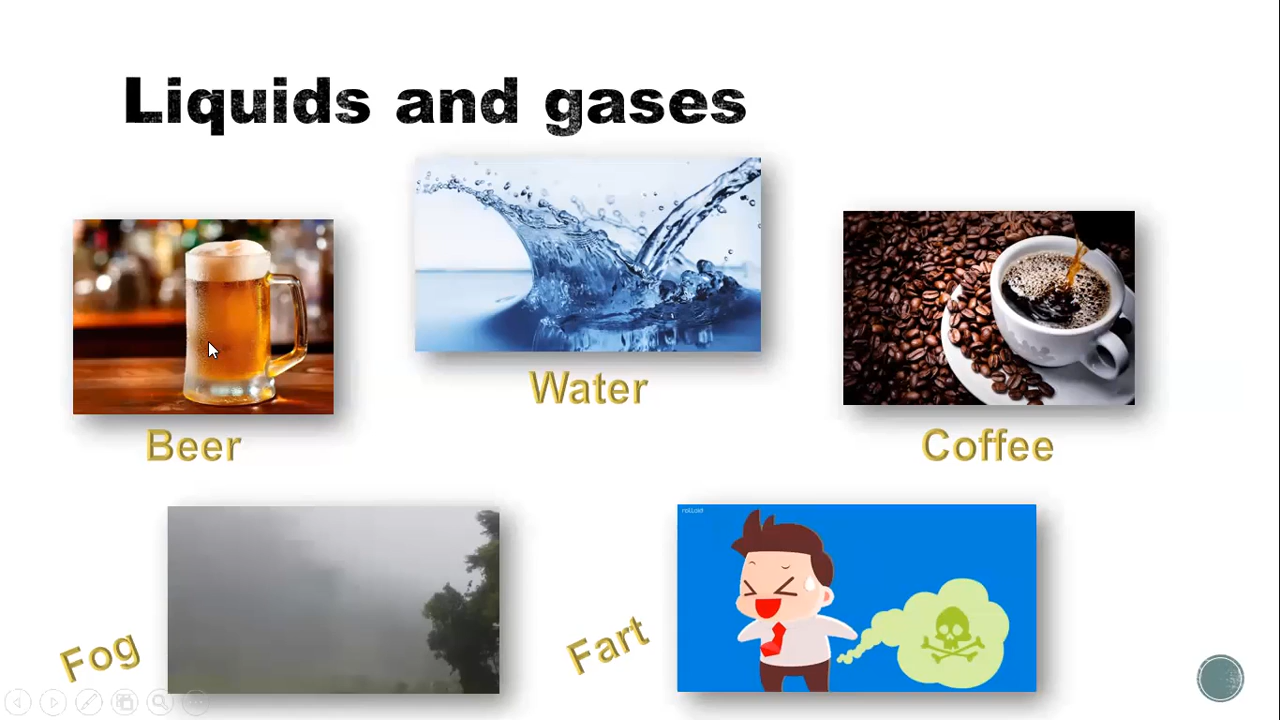 Liquids and gases
Water
Beer
Coffee
Fog
Fart